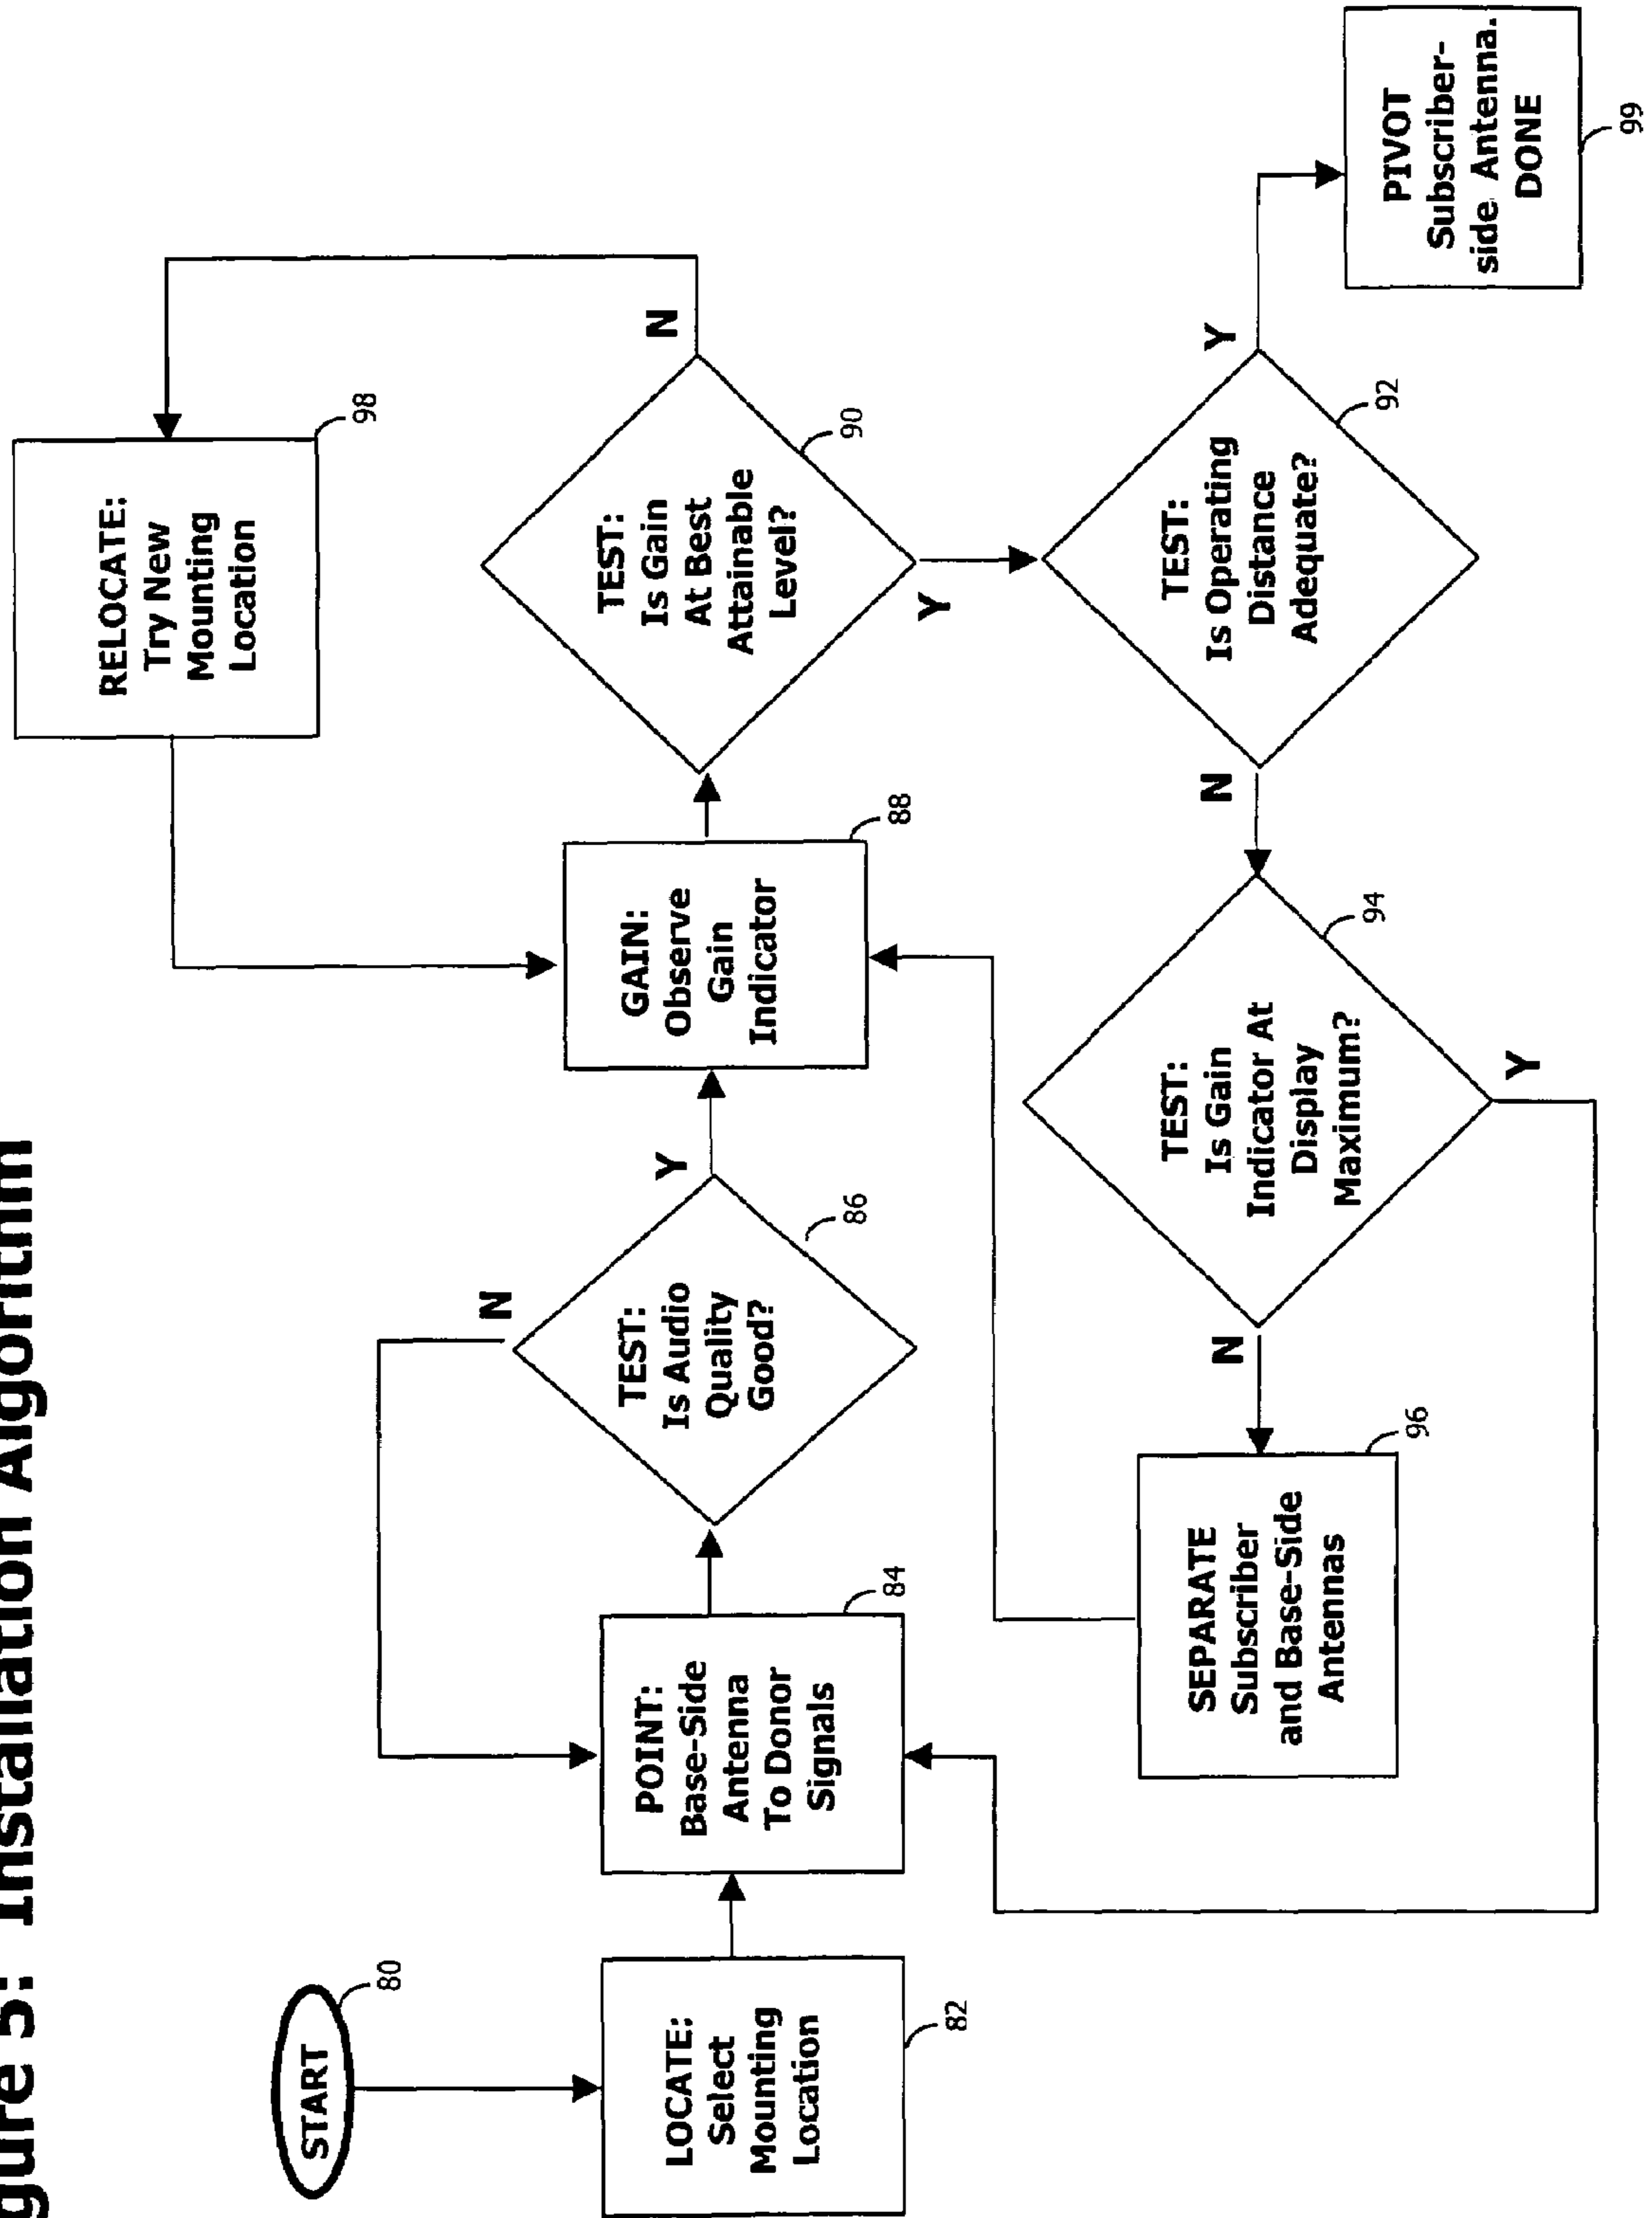 5: Installation Algorithm
START
80
LOCATE:
Select
Mounting
Location
82
POINT:
Base-Side
Antenna
To Donor
Signals
84
TEST:
Is Audio
Quality
Good?
86
N
Y
GAIN:
Observe
Gain
Indicator
88
RELOCATE:
Try New
Mounting
Location
98
TEST:
Is Gain
At Best
Attainable
Level?
90
N
Y
TEST:
Is Operating
Distance
Adequate?
92
N
Y
TEST:
Is Gain
Indicator At
Display
Maximum?
94
N
Y
SEPARATE
Subscriber
and Base-Side
Antennas
96
PIVOT
Subscriber-
side Antenna.
DONE
99